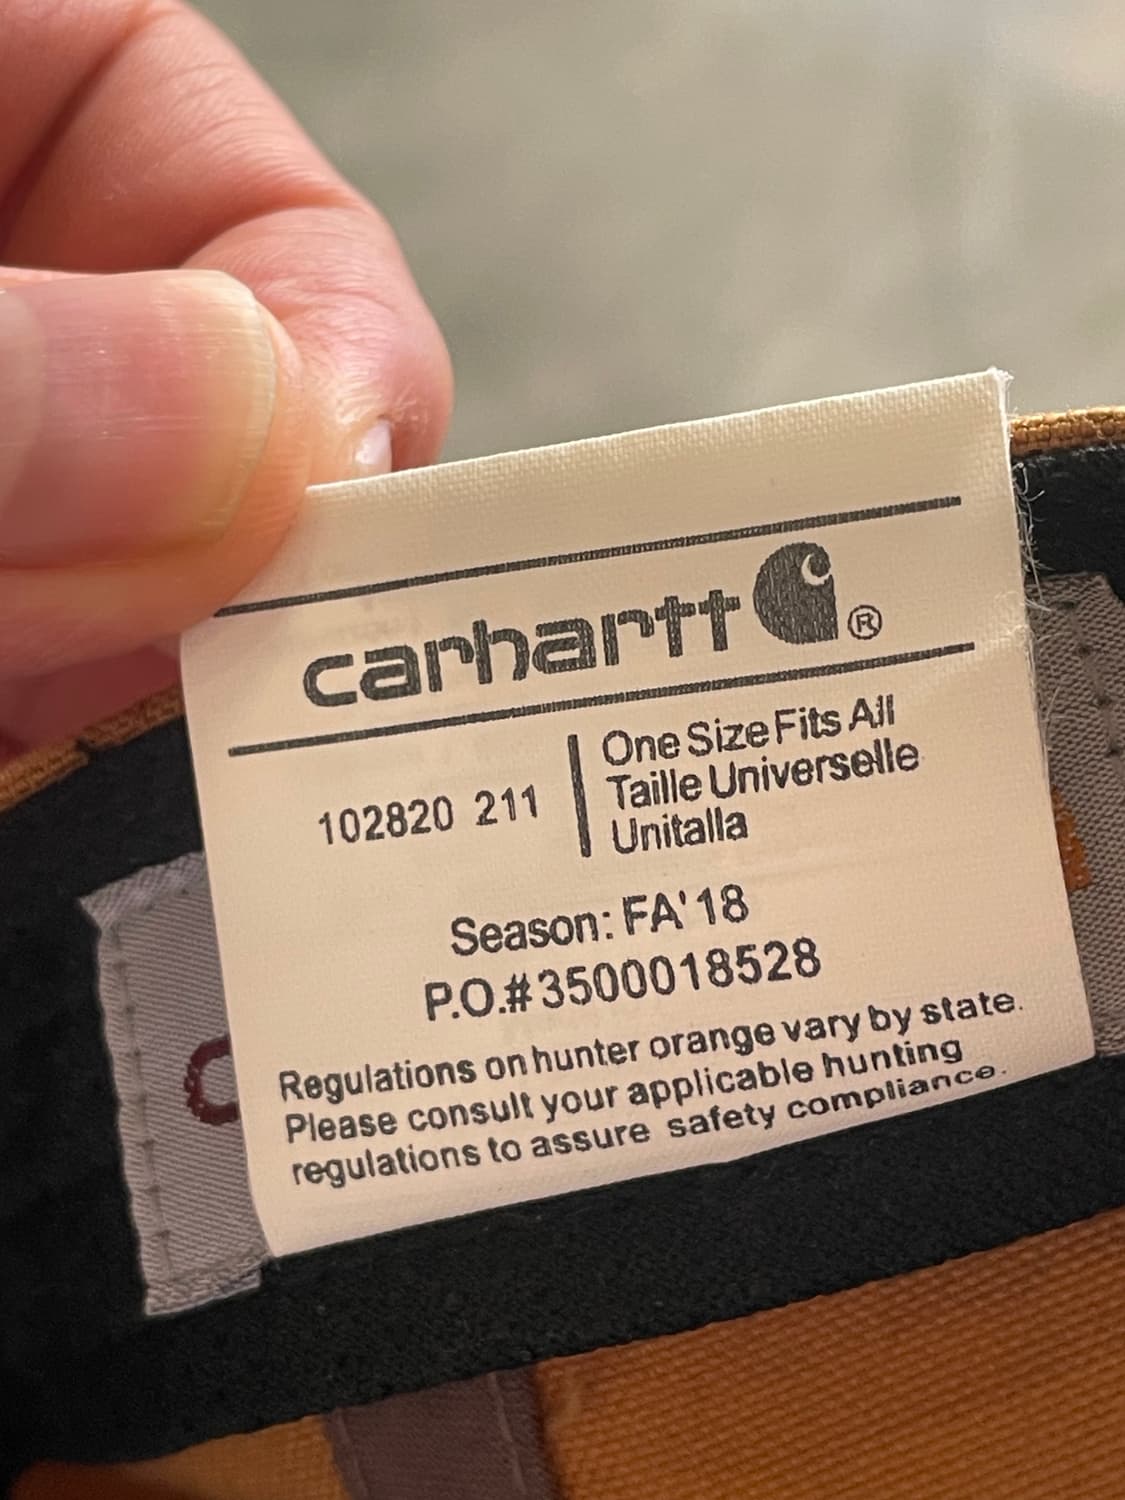 carhartt ®
102820 211
One Size Fits All
Taille Universelle
Unitalla
Season: FA'18
P.O.#3500018528
Regulations on hunter orange vary by state.
Please consult your applicable hunting
regulations to assure safety compliance.